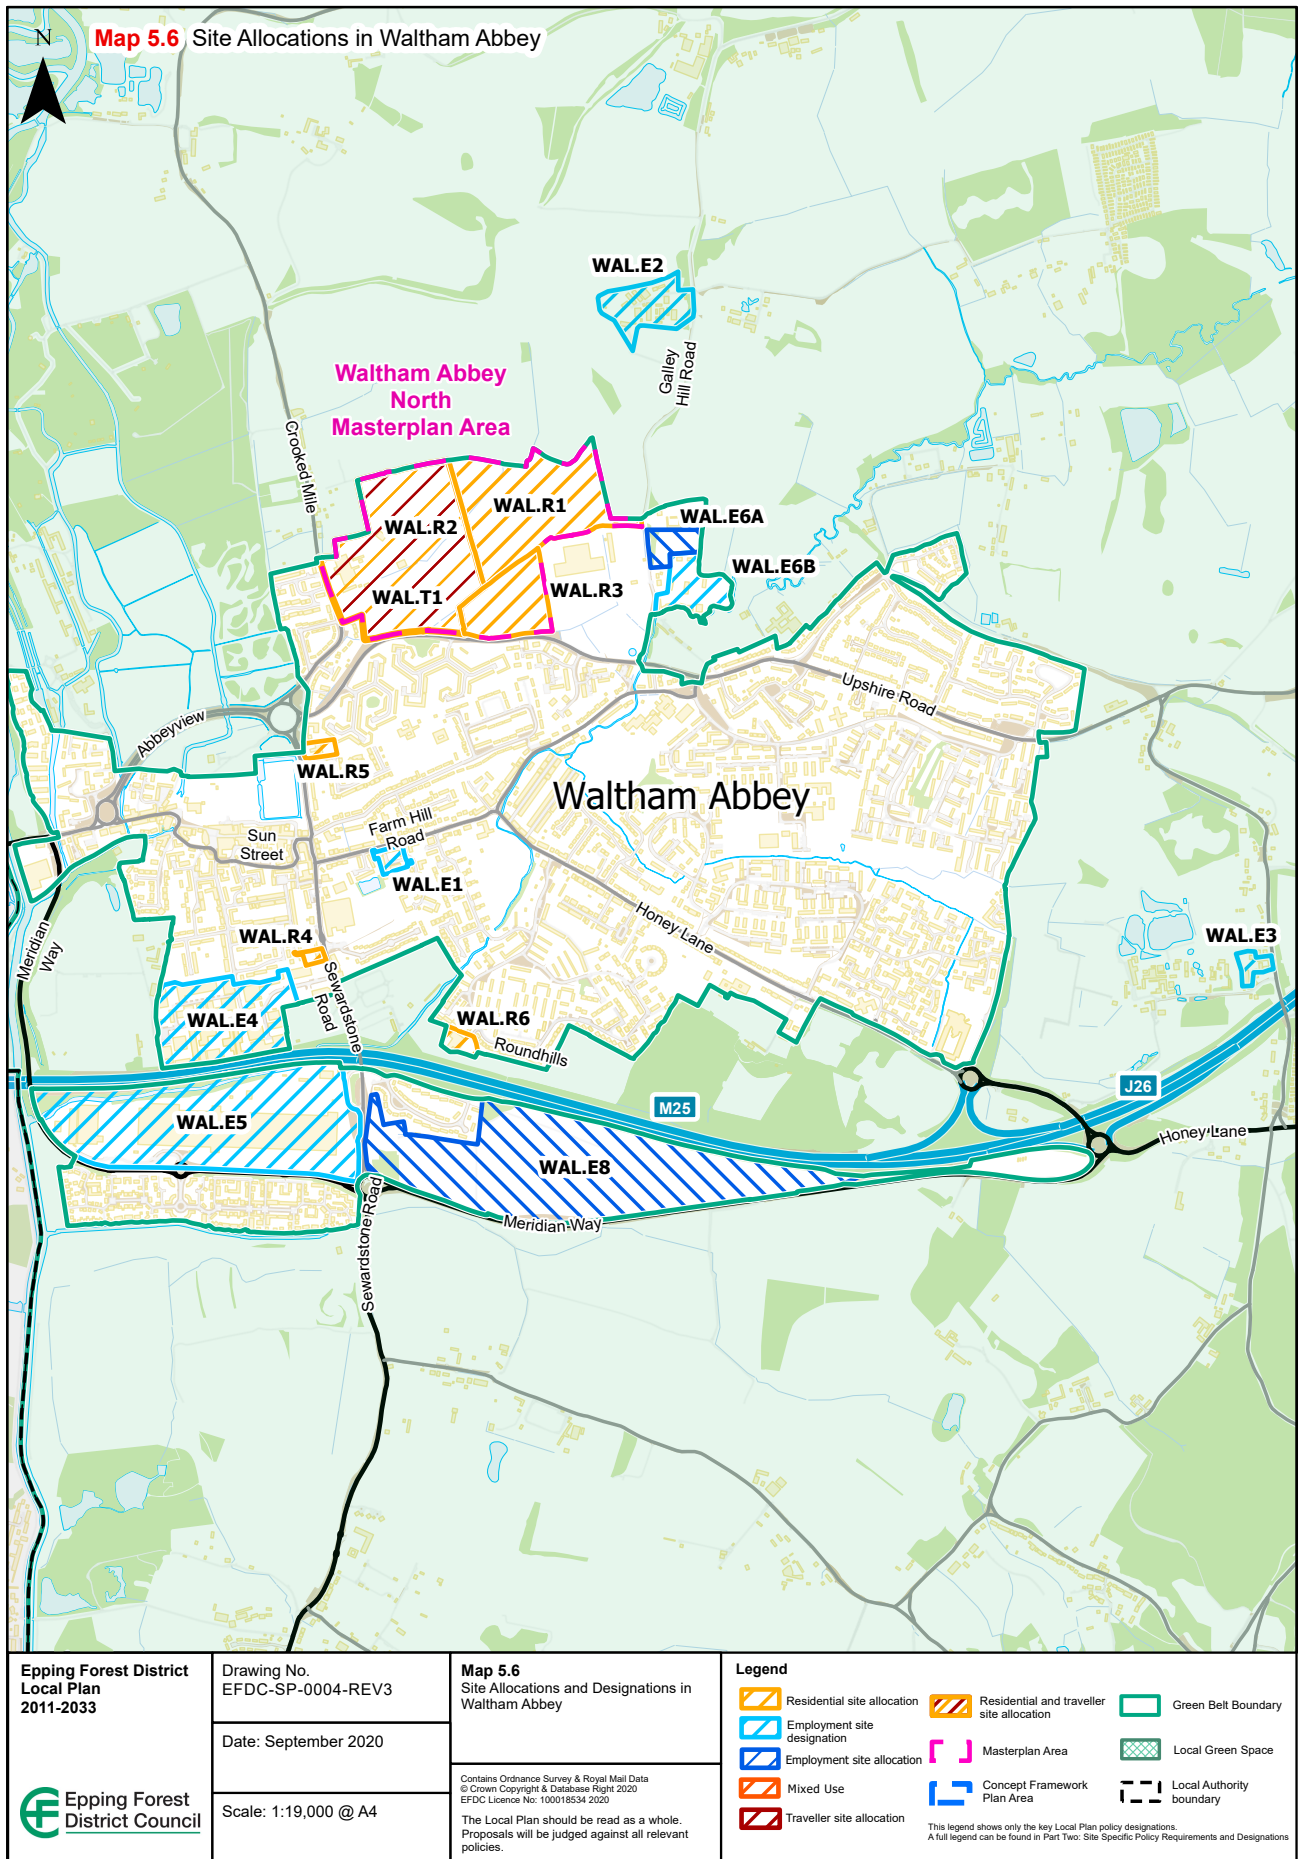 N
Map 5.6 Site Allocations in Waltham Abbey
WAL.E2
Galley
Hill Road
Waltham Abbey
North
Masterplan Area
Crooked Mile
WAL.R1
WAL.R2
WAL.E6A
WAL.E6B
WAL.R3
WAL.T1
Upshire Road
Abbeyview
WAL.R5
Waltham Abbey
Farm Hill
Road
Sun
Street
WAL.E1
Honey Lane
WAL.R4
WAL.E3
Meridian
Way
Sewardstone
Road
WAL.E4
WAL.R6
Roundhills
M25
J26
WAL.E5
Honey Lane
WAL.E8
Meridian Way
Sewardstone Road
Epping Forest District
Local Plan
2011-2033
Epping Forest
District Council
Drawing No.
EFDC-SP-0004-REV3
Date: September 2020
Scale: 1:19,000 @ A4
Map 5.6
Site Allocations and Designations in
Waltham Abbey
Contains Ordnance Survey & Royal Mail Data
© Crown Copyright & Database Right 2020
EFDC Licence No: 100018534 2020
The Local Plan should be read as a whole.
Proposals will be judged against all relevant
policies.
Legend
Residential site allocation
Employment site
designation
Employment site allocation
Mixed Use
Traveller site allocation
Residential and traveller
site allocation
Masterplan Area
Concept Framework
Plan Area
Green Belt Boundary
Local Green Space
Local Authority
boundary
This legend shows only the key Local Plan policy designations.
A full legend can be found in Part Two: Site Specific Policy Requirements and Designations